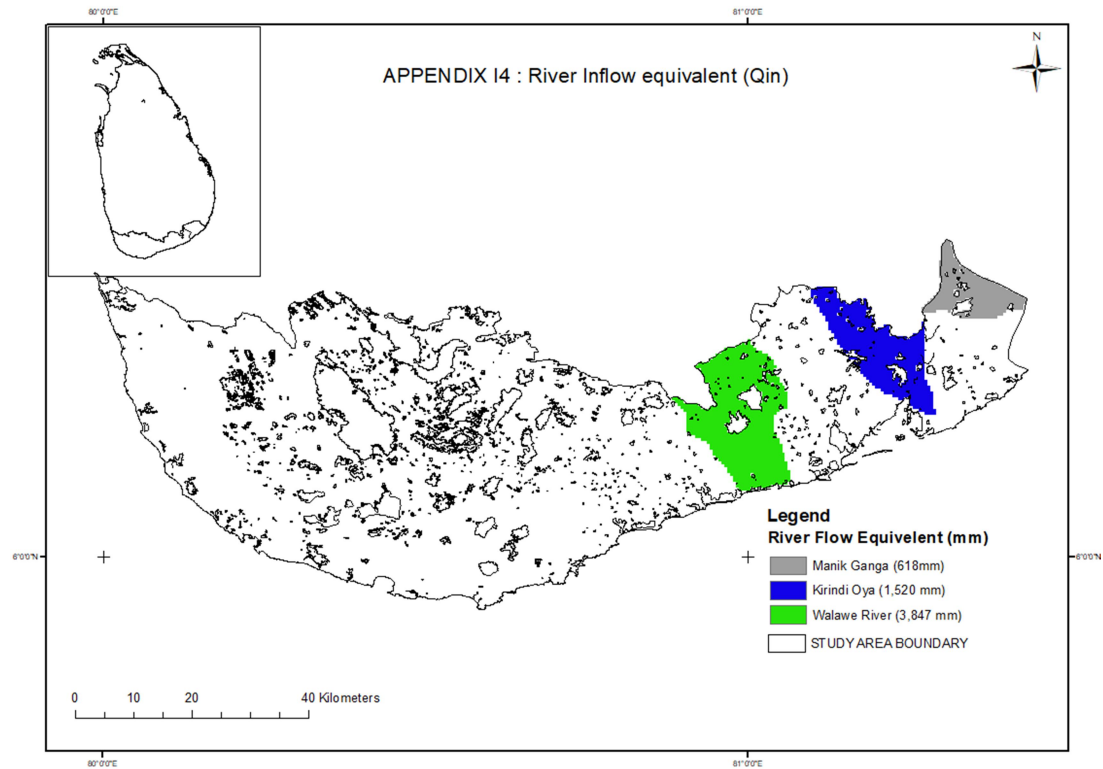 80°0'0"E
81°0'0"E
N
APPENDIX I4 : River Inflow equivalent (Qin)
Legend
River Flow Equivelent (mm)
Manik Ganga (618mm)
Kirindi Oya (1,520 mm)
Walawe River (3,847 mm)
STUDY AREA BOUNDARY
6°0'0"N
6°0'0"N
0 10 20 40 Kilometers
80°0'0"E
81°0'0"E